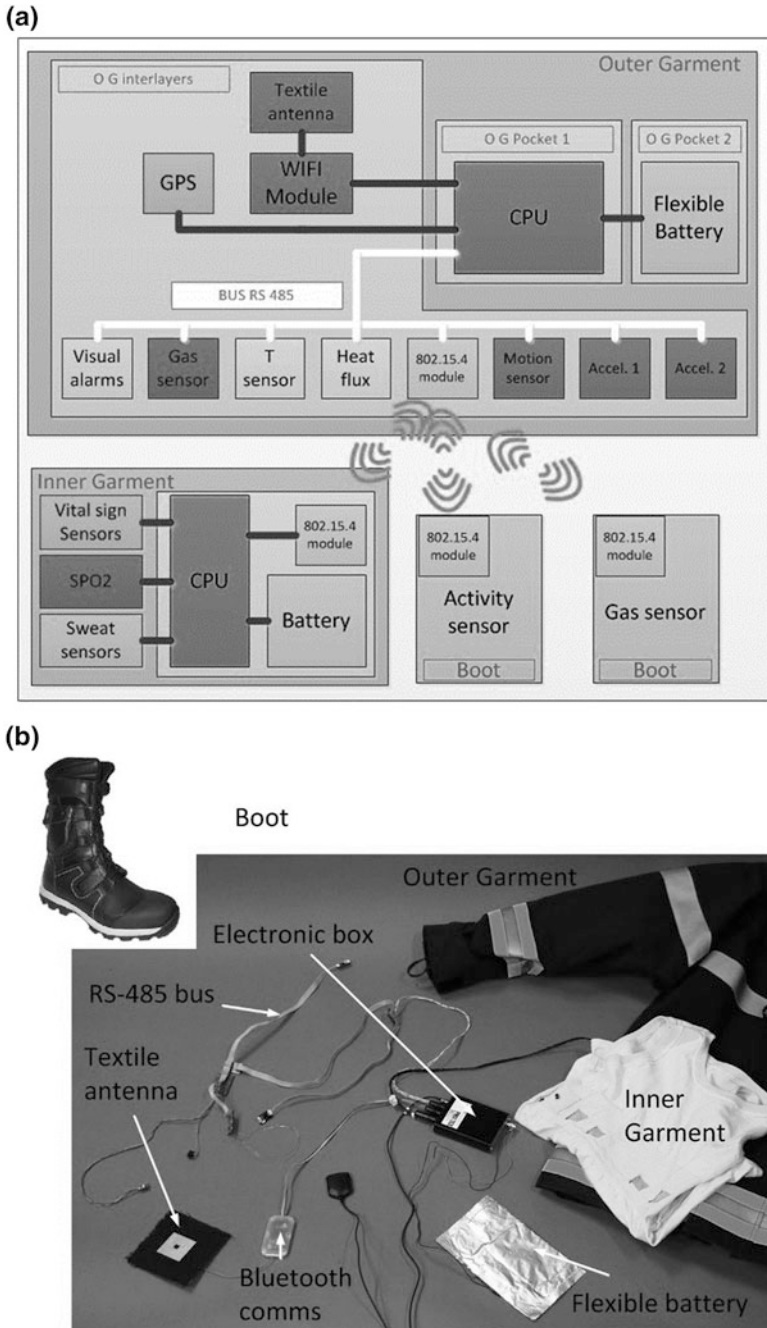 (a)
O G interlayers
Outer Garment
Textile
antenna
O G Pocket 1
O G Pocket 2
GPS
WIFI
Module
CPU
Flexible
Battery
BUS RS 485
Visual
alarms
Gas
sensor
T
sensor
Heat
flux
802.15.4
module
Motion
sensor
Accel. 1
Accel. 2
Inner Garment
Vital sign
Sensors
SPO2
Sweat
sensors
CPU
802.15.4
module
Battery
802.15.4
module
Activity
sensor
Boot
802.15.4
module
Gas sensor
Boot
(b)
Boot
Outer Garment
Electronic box
RS-485 bus
Textile
antenna
Inner
Garment
Bluetooth
comms
Flexible battery